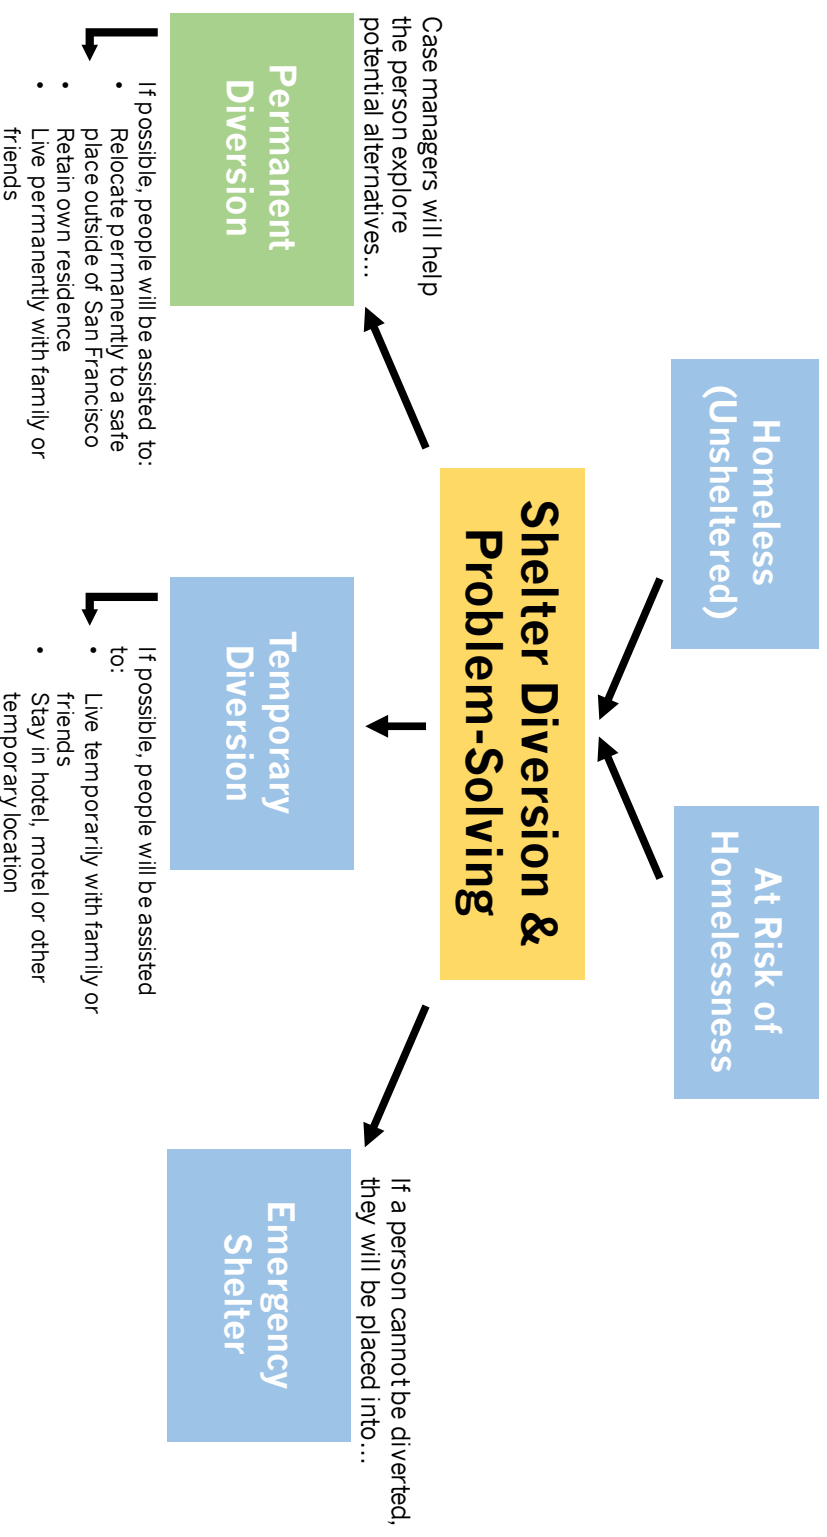 Homeless
(Unsheltered)
At Risk of
Homelessness
Shelter Diversion &
Problem-Solving
Case managers will help
the person explore
potential alternatives…
Permanent
Diversion
If possible, people will be assisted to:
• Relocate permanently to a safe
place outside of San Francisco
• Retain own residence
• Live permanently with family or
friends
Temporary
Diversion
If possible, people will be assisted
to:
• Live temporarily with family or
friends
• Stay in hotel, motel or other
temporary location
If a person cannot be diverted,
they will be placed into…
Emergency
Shelter